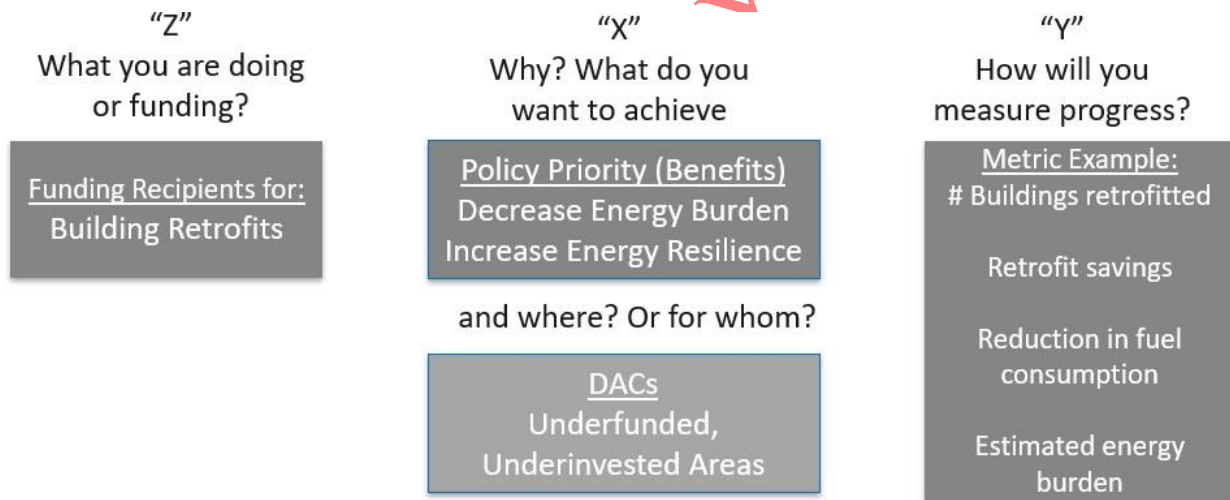 “Z”
What you are doing
or funding?
Funding Recipients for:
Building Retrofits
“X”
Why? What do you
want to achieve
Policy Priority (Benefits)
Decrease Energy Burden
Increase Energy Resilience
and where? Or for whom?
DACs
Underfunded,
Underinvested Areas
“Y”
How will you
measure progress?
Metric Example:
# Buildings retrofitted
Retrofit savings
Reduction in fuel
consumption
Estimated energy
burden